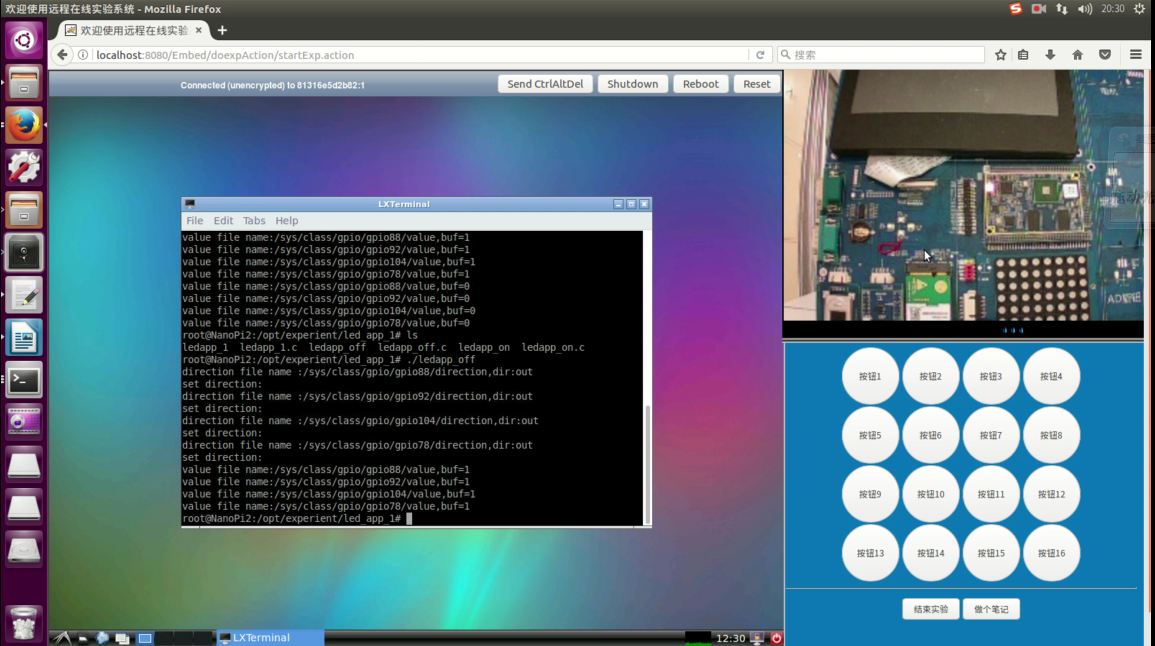 欢迎使用远程在线实验系统 - Mozilla Firefox
20:30
欢迎使用远程在线实验
localhost:8080/Embed/doexpAction/startExp.action
搜索
Connected (unencrypted) to 81316e5d2b82:1
Send CtrlAltDel
Shutdown
Reboot
Reset
LXTerminal
File Edit Tabs Help
value file name:/sys/class/gpio/gpio88/value,buf=1
value file name:/sys/class/gpio/gpio92/value,buf=1
value file name:/sys/class/gpio/gpio104/value,buf=1
value file name:/sys/class/gpio/gpio78/value,buf=1
value file name:/sys/class/gpio/gpio88/value,buf=0
value file name:/sys/class/gpio/gpio92/value,buf=0
value file name:/sys/class/gpio/gpio104/value,buf=0
value file name:/sys/class/gpio/gpio78/value,buf=0
root@NanoPi2:/opt/experient/led_app_1# ls
ledapp_1 ledapp_1.c ledapp_off ledapp_off.c ledapp_on ledapp_on.c
root@NanoPi2:/opt/experient/led_app_1# ./ledapp_off
direction file name :/sys/class/gpio/gpio88/direction,dir:out
set direction:
direction file name :/sys/class/gpio/gpio92/direction,dir:out
set direction:
direction file name :/sys/class/gpio/gpio104/direction,dir:out
set direction:
direction file name :/sys/class/gpio/gpio78/direction,dir:out
set direction:
value file name:/sys/class/gpio/gpio88/value,buf=1
value file name:/sys/class/gpio/gpio92/value,buf=1
value file name:/sys/class/gpio/gpio104/value,buf=1
value file name:/sys/class/gpio/gpio78/value,buf=1
root@NanoPi2:/opt/experient/led_app_1#
按钮1 按钮2 按钮3 按钮4
按钮5 按钮6 按钮7 按钮8
按钮9 按钮10 按钮11 按钮12
按钮13 按钮14 按钮15 按钮16
结束实验 做个笔记
LXTerminal
12:30